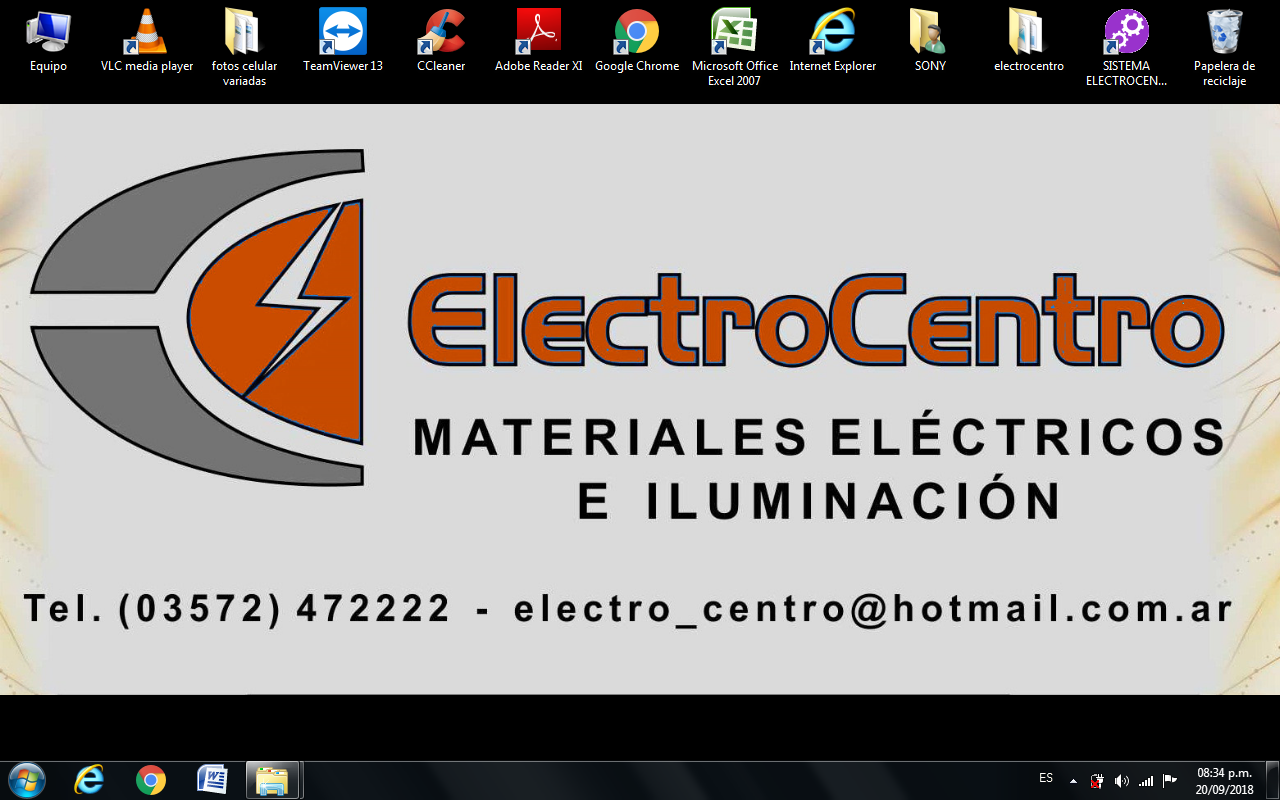 Equipo
VLC media player
fotos celular
variadas
TeamViewer 13
CCleaner
Adobe Reader XI
Google Chrome
Microsoft Office
Excel 2007
Internet Explorer
SONY
electrocentro
SISTEMA
ELECTROCEN...
Papelera de
reciclaje
ElectroCentro
MATERIALES ELÉCTRICOS
E ILUMINACIÓN
Tel. (03572) 472222 - electro_centro@hotmail.com.ar
ES
08:34 p.m.
20/09/2018